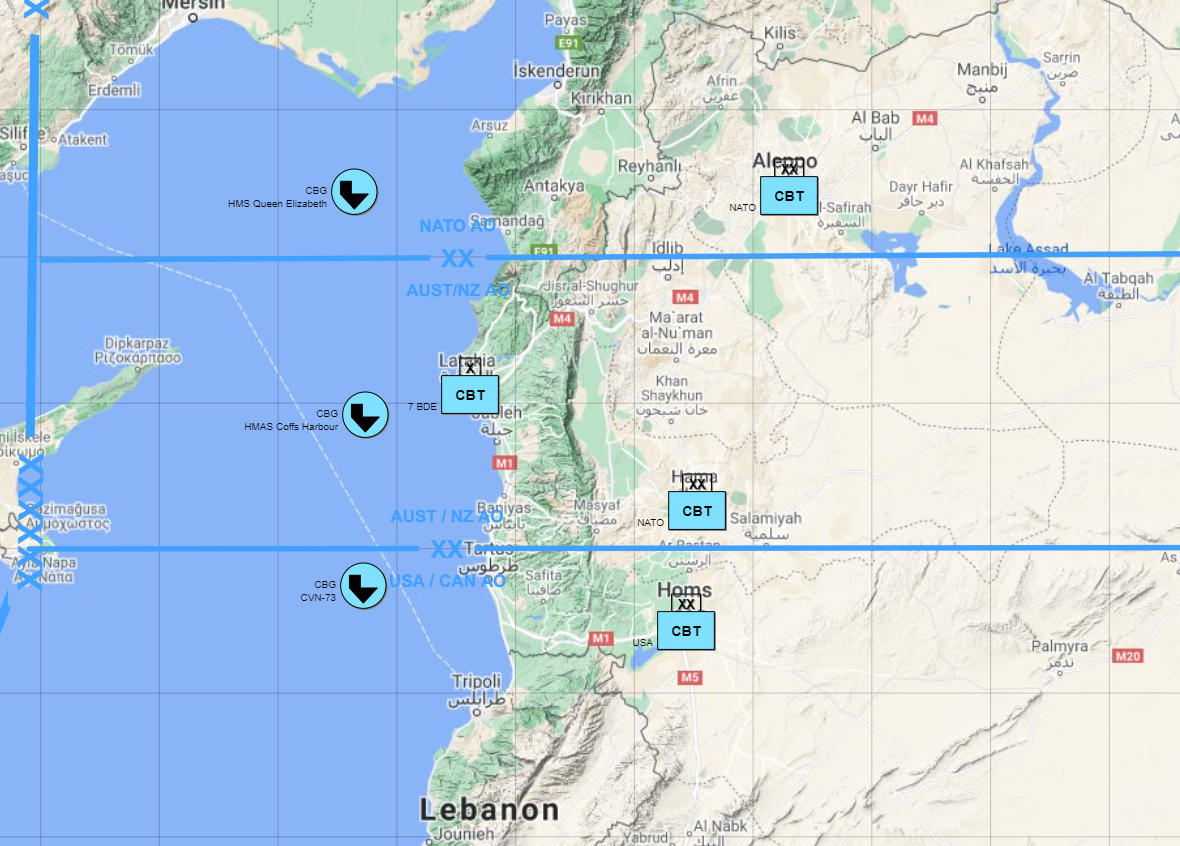 Mersin
Payas
E91
Kilis
Tömük
İskenderun
Afrin
عفرين
Manbij
منبج
Sarrin
صرين
Erdemli
Kirikhan
Al Bab
الباب
M4
Silifke
Atakent
Arsuz
Reyhanlı
Aleppo
XX
CBT
NATO
Al Khafsah
الخفسة
Dayr Hafir
دير حافر
l-Safirah
السفيرة
CBG
HMS Queen Elizabeth
Antakya
Samandağ
NATO AO
XX
AUST/NZ AO
E91
Idlib
إدلب
Lake Assad
بحيرة الأسد
Al Tabqah
الطبقة
Jisr al-Shughur
جسر الشغور
M4
M4
Ma`arat
al-Nu`man
معرة النعمان
Dipkarpaz
Ριζοκάρπασο
Latakia
X
CBT
7 BDE
Jableh
جبلة
Khan
Shaykhun
خان شيخون
CBG
HMAS Coffs Harbour
ni İskele
M1
Hama
XX
CBT
NATO
Salamiyah
سلمية
Baniyas
بانياس
Masyaf
مصياف
Gazimağusa
Αμμόχωστος
AUST / NZ AO
XX
USA / CAN AO
Tartus
طرطوس
Ar Rastan
الرستن
Ayia Napa
As
Safita
صافيتا
CBG
CVN-73
Homs
XX
CBT
USA
M1
M5
Palmyra
تدمر
M20
Tripoli
طرابلس
Lebanon
Jounieh
Al Nabk
النبك
Yabrud
يبرود